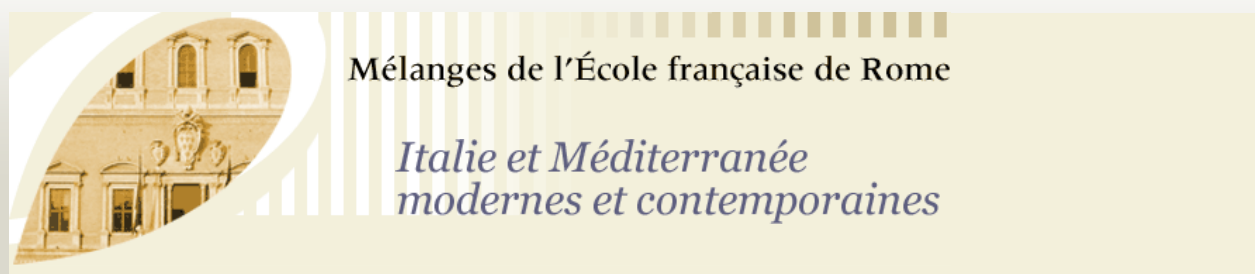 Mélanges de l'École française de Rome
Italie et Méditerranée
modernes et contemporaines